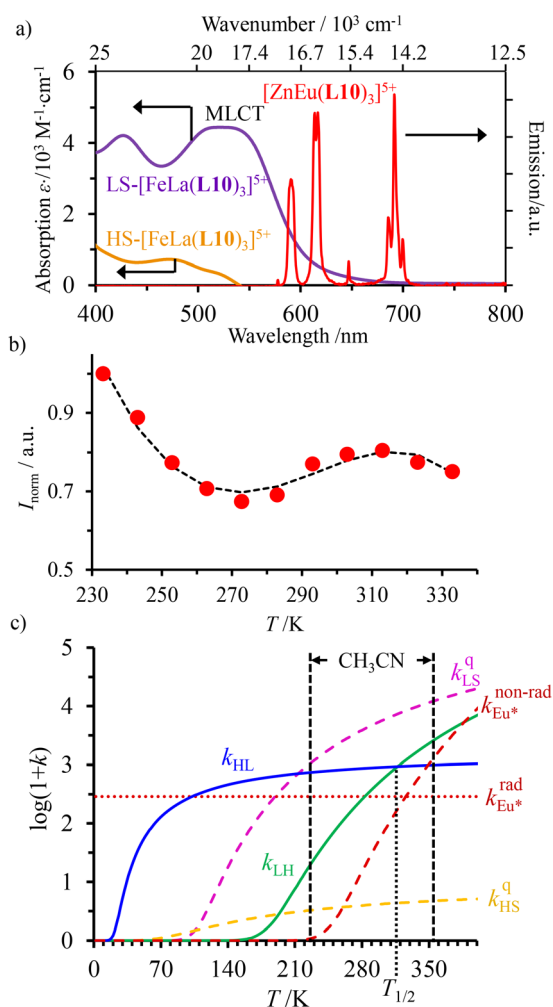 a)
Wavenumber / 10³ cm⁻¹
25 20 17.4 16.7 15.4 14.2 12.5
Absorption ε·/10³ M⁻¹·cm⁻¹
6
4
2
0
[ZnEu(L10)₃]⁵⁺
MLCT
LS-[FeLa(L10)₃]⁵⁺
HS-[FeLa(L10)₃]⁵⁺
Emission/a.u.
400 500 600 700 800
Wavelength /nm
b)
I_norm / a.u.
0.9
0.7
0.5
230 250 270 290 310 330
T /K
c)
log(1+k)
5
4
3
2
1
0
CH₃CN
k_LS^q
k_Eu*^non-rad
k_HL
k_Eu*^rad
k_LH
k_HS^q
0 70 140 210 280 350
T /K
T₁/₂